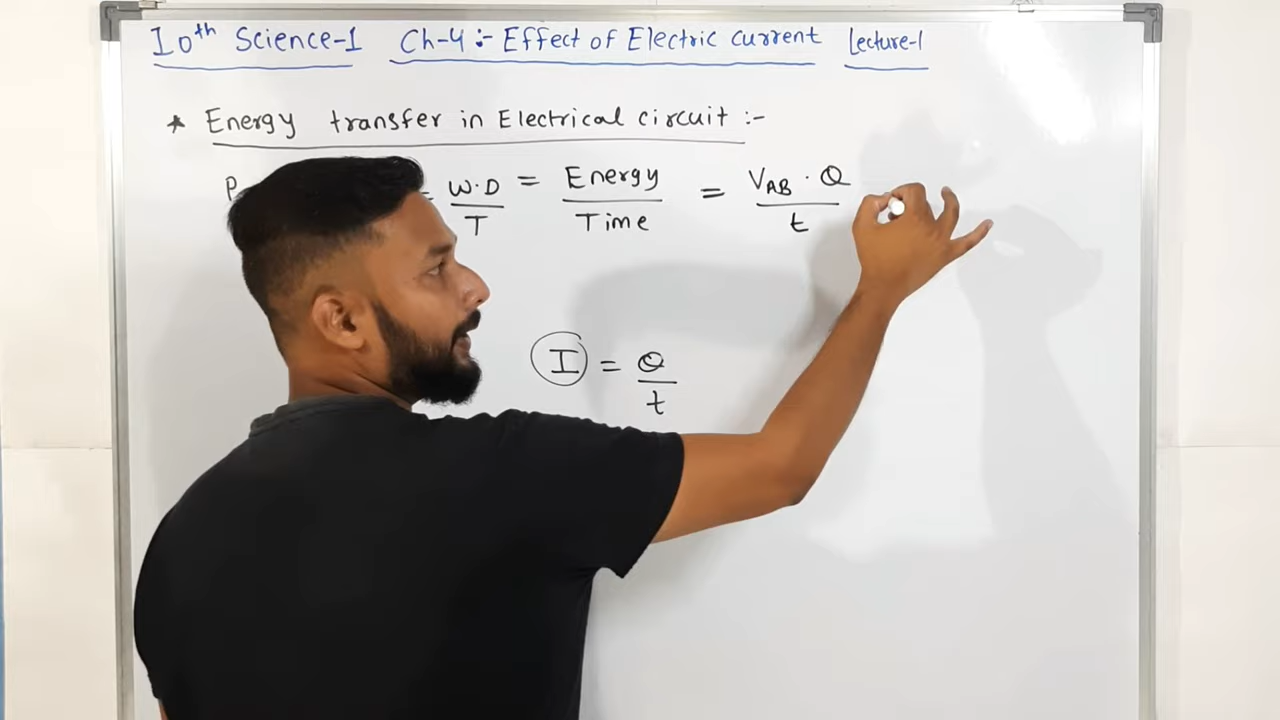 10th Science-1 Ch-4 :- Effect of Electric current Lecture-1
* Energy transfer in Electrical circuit :-
P = W.D / T = Energy / Time = VAB . Q / t
I = Q / t